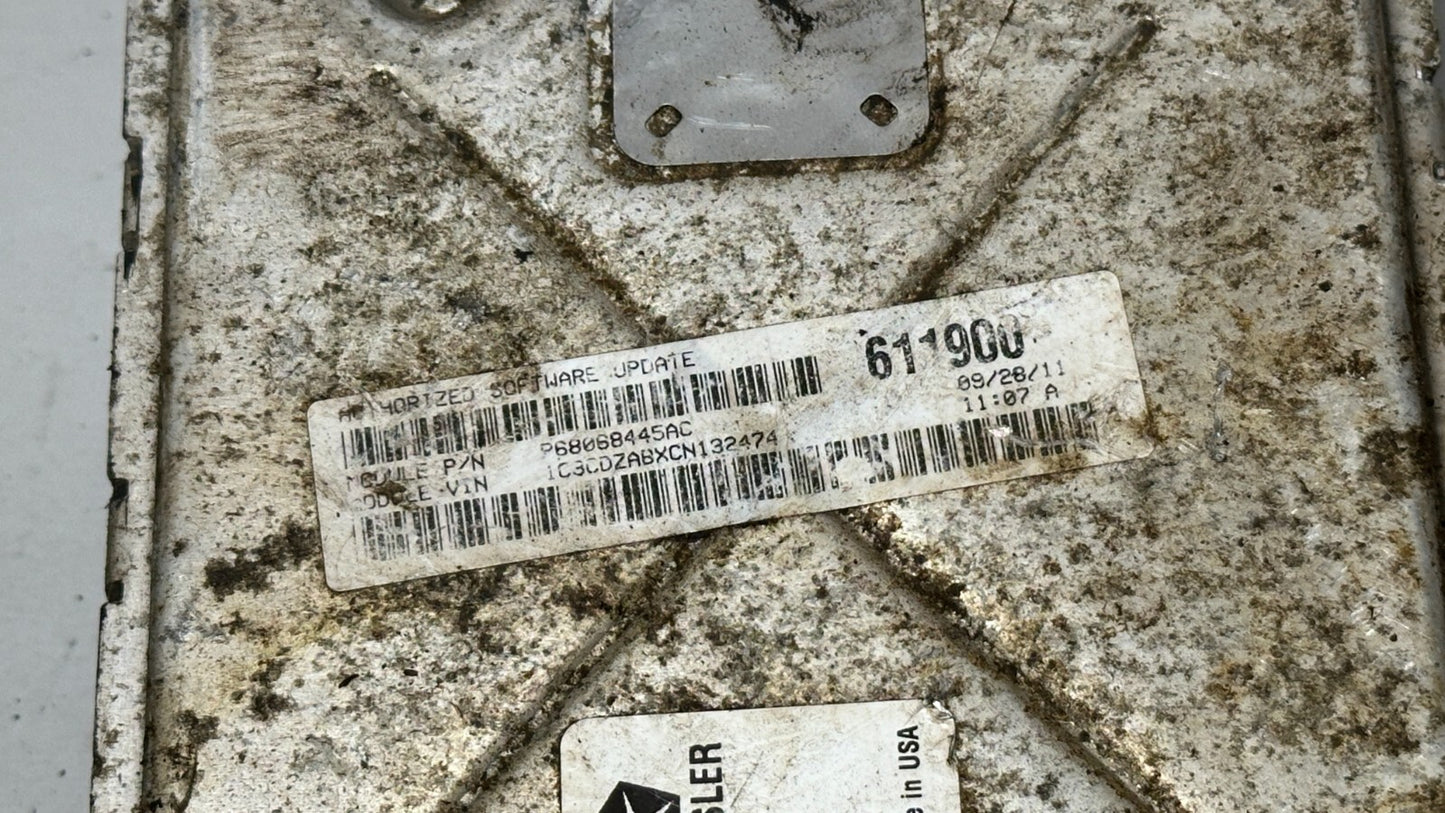 AUTHORIZED SOFTWARE UPDATE
611900
09/28/11
11:07 A
MODULE P/N P68068445AC
MODULE VIN 1C3CDZABXCN132474
SLER
in USA